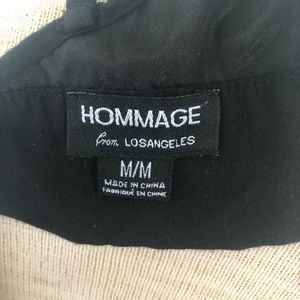 HOMMAGE
from LOSANGELES
M/M
MADE IN CHINA
FABRIQUÉ EN CHINE